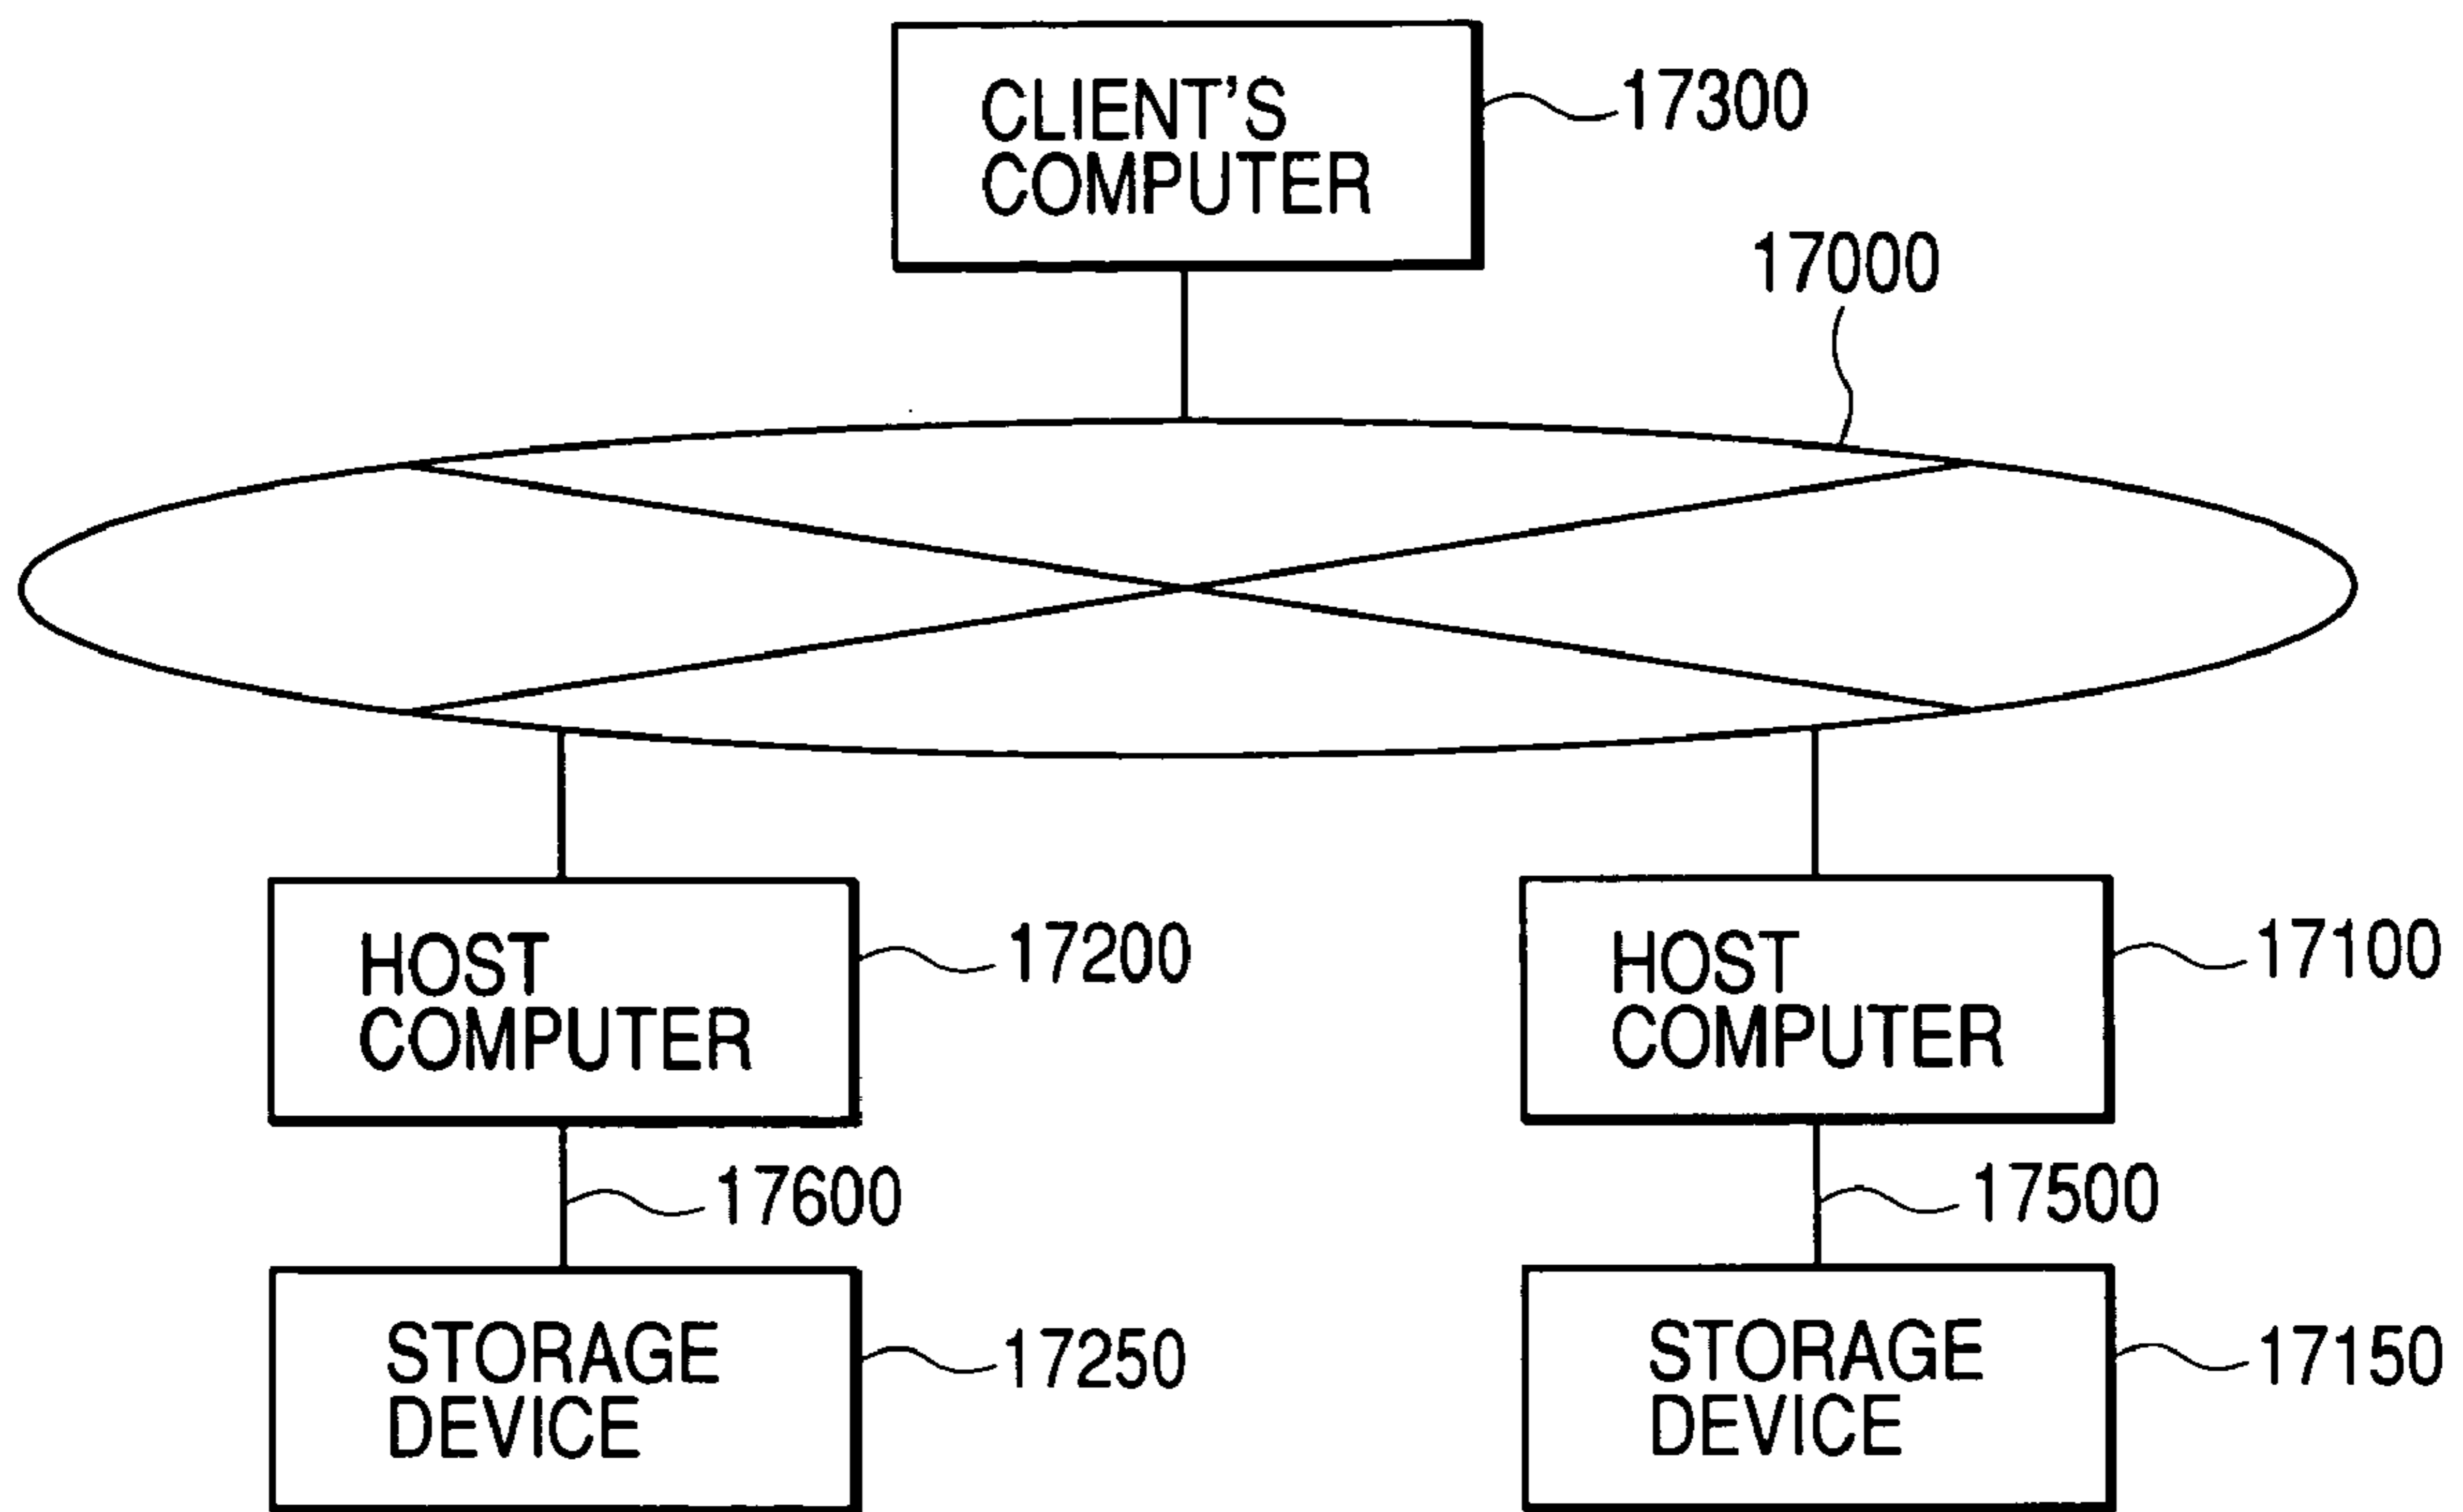 CLIENT'S
COMPUTER
17300
17000
HOST
COMPUTER
17200
HOST
COMPUTER
17100
17600
17500
STORAGE
DEVICE
17250
STORAGE
DEVICE
17150